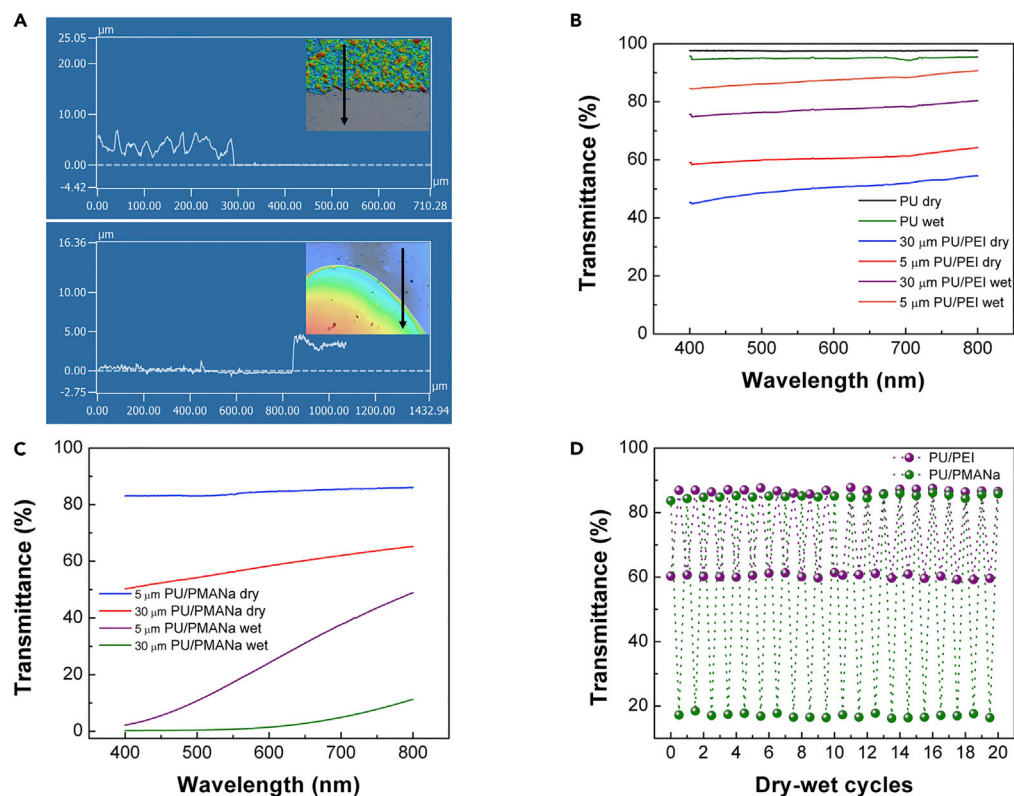 A
µm
25.05
20.00
10.00
0.00
-4.42
µm
0.00 100.00 200.00 300.00 400.00 500.00 600.00 710.28
µm
16.36
10.00
5.00
0.00
-2.75
µm
0.00 200.00 400.00 600.00 800.00 1000.00 1200.00 1432.94
B
Transmittance (%)
100
80
60
40
20
0
PU dry
PU wet
30 µm PU/PEI dry
5 µm PU/PEI dry
30 µm PU/PEI wet
5 µm PU/PEI wet
400 500 600 700 800
Wavelength (nm)
C
Transmittance (%)
100
80
60
40
20
0
5 µm PU/PMANa dry
30 µm PU/PMANa dry
5 µm PU/PMANa wet
30 µm PU/PMANa wet
400 500 600 700 800
Wavelength (nm)
D
Transmittance (%)
100
80
60
40
20
PU/PEI
PU/PMANa
0 2 4 6 8 10 12 14 16 18 20
Dry-wet cycles